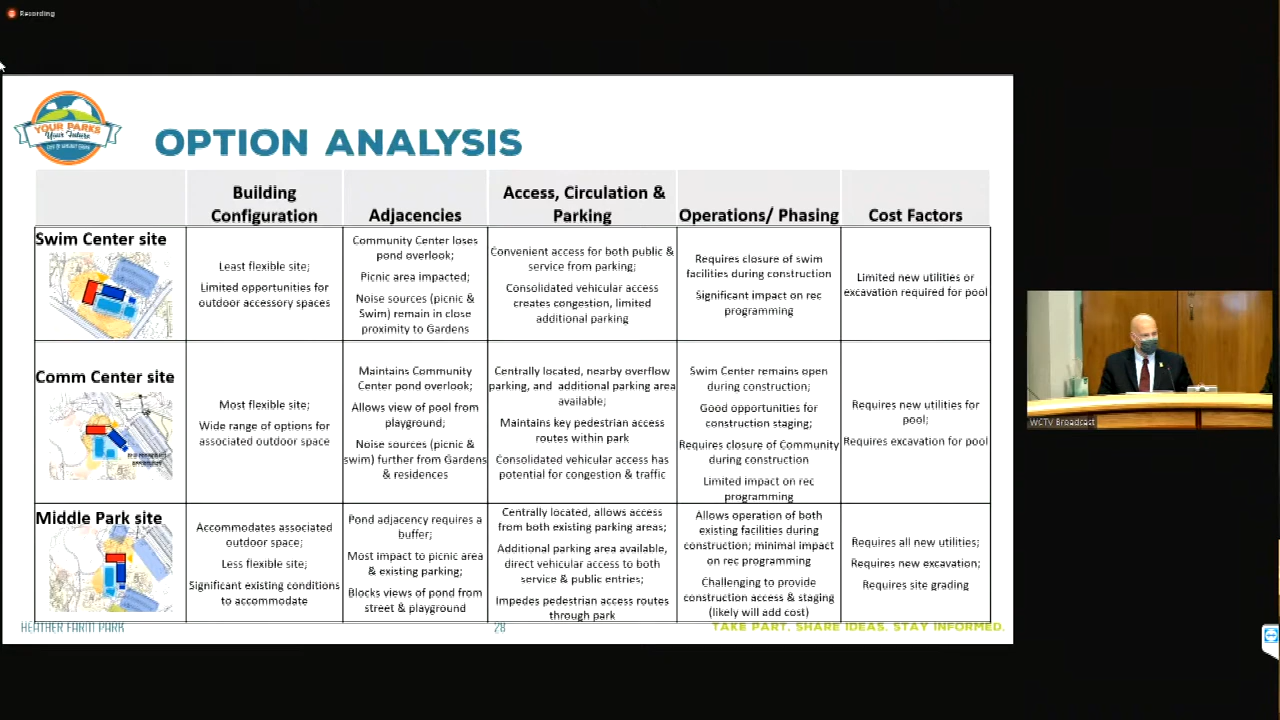 Recording
YOUR PARKS
Your Future
OPTION ANALYSIS
Building
Configuration
Adjacencies
Access, Circulation &
Parking
Operations/ Phasing
Cost Factors
Swim Center site
Least flexible site;
Limited opportunities for
outdoor accessory spaces
Community Center loses
pond overlook;
Picnic area impacted;
Noise sources (picnic &
Swim) remain in close
proximity to Gardens
Convenient access for both public &
service from parking;
Consolidated vehicular access
creates congestion, limited
additional parking
Requires closure of swim
facilities during construction
Significant impact on rec
programming
Limited new utilities or
excavation required for pool
Comm Center site
Most flexible site;
Wide range of options for
associated outdoor space
Maintains Community
Center pond overlook;
Allows view of pool from
playground;
Noise sources (picnic &
swim) further from Gardens
& residences
Centrally located, nearby overflow
parking, and additional parking area
available;
Maintains key pedestrian access
routes within park
Consolidated vehicular access has
potential for congestion & traffic
Swim Center remains open
during construction;
Good opportunities for
construction staging;
Requires closure of Community
during construction
Limited impact on rec
programming
Requires new utilities for
pool;
Requires excavation for pool
Middle Park site
Accommodates associated
outdoor space;
Less flexible site;
Significant existing conditions
to accommodate
Pond adjacency requires a
buffer;
Most impact to picnic area
& existing parking;
Blocks views of pond from
street & playground
Centrally located, allows access
from both existing parking areas;
Additional parking area available,
direct vehicular access to both
service & public entries;
Impedes pedestrian access routes
through park
Allows operation of both
existing facilities during
construction; minimal impact
on rec programming
Challenging to provide
construction access & staging
(likely will add cost)
Requires all new utilities;
Requires new excavation;
Requires site grading
HEATHER FARM PARK
28
TAKE PART. SHARE IDEAS. STAY INFORMED.
WCTV Broadcast